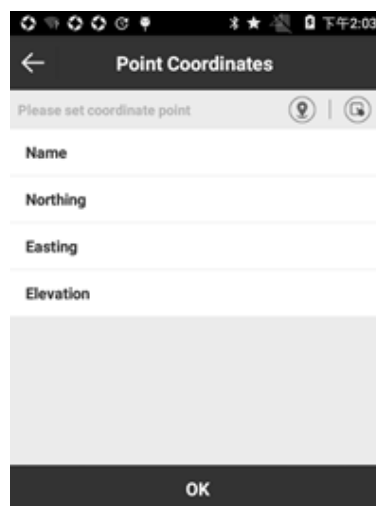 下午2:03
Point Coordinates
Please set coordinate point
Name
Northing
Easting
Elevation
OK